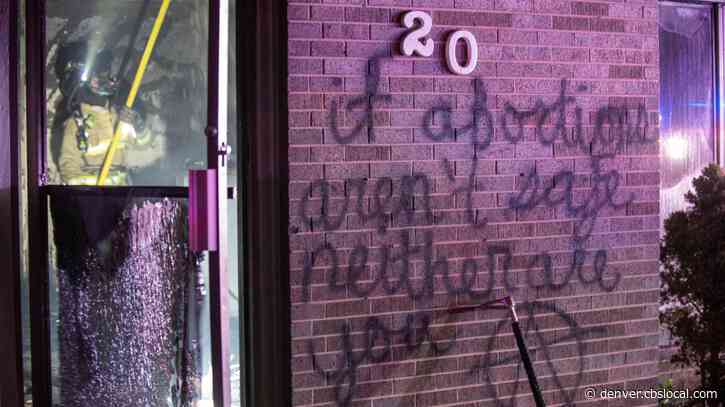 20
if abortions
aren't safe
neither are
you
denver.cbslocal.com